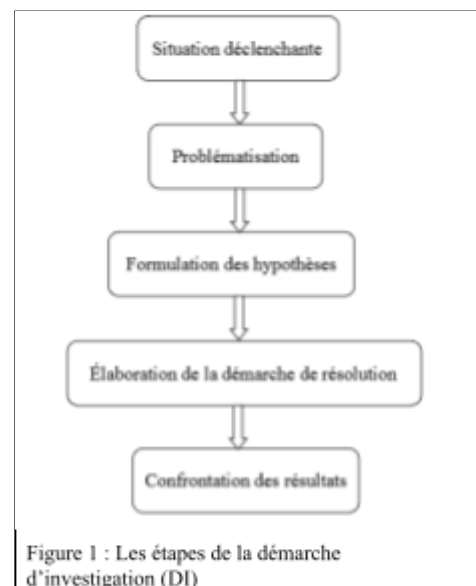 Situation déclenchante
Problématisation
Formulation des hypothèses
Élaboration de la démarche de résolution
Confrontation des résultats
Figure 1 : Les étapes de la démarche
d’investigation (DI)